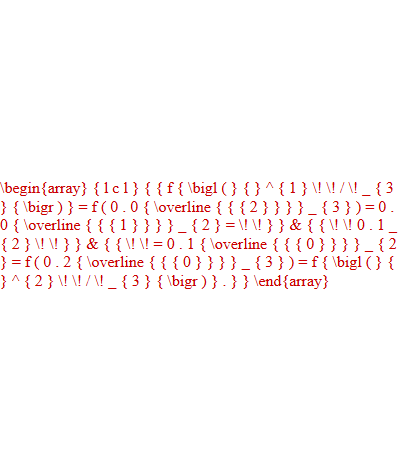 \begin{array} { l c l } { { f { \bigl ( } { } ^ { 1 } \! \! / \! _ { 3
} { \bigr ) } = f ( 0 . 0 { \overline { { { 2 } } } } _ { 3 } ) = 0 .
0 { \overline { { { 1 } } } } _ { 2 } = \! \! } } & { { \! \! 0 . 1 _
{ 2 } \! \! } } & { { \! \! = 0 . 1 { \overline { { { 0 } } } } _ { 2
} = f ( 0 . 2 { \overline { { { 0 } } } } _ { 3 } ) = f { \bigl ( } {
} ^ { 2 } \! \! / \! _ { 3 } { \bigr ) } . } } \end{array}